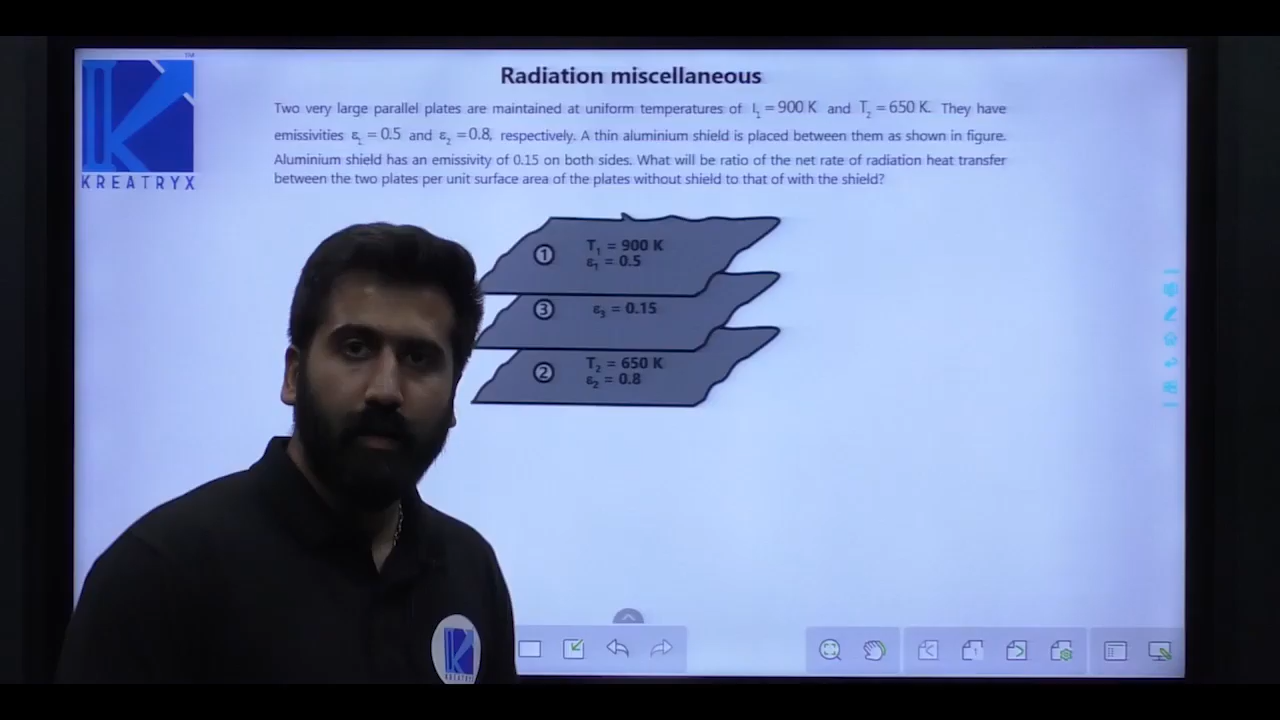 TM
KREATRYX
Radiation miscellaneous
Two very large parallel plates are maintained at uniform temperatures of T₁ = 900 K and T₂ = 650 K. They have
emissivities ε₁ = 0.5 and ε₂ = 0.8, respectively. A thin aluminium shield is placed between them as shown in figure.
Aluminium shield has an emissivity of 0.15 on both sides. What will be ratio of the net rate of radiation heat transfer
between the two plates per unit surface area of the plates without shield to that of with the shield?
① T₁ = 900 K
ε₁ = 0.5
③ ε₃ = 0.15
② T₂ = 650 K
ε₂ = 0.8
KREATRYX